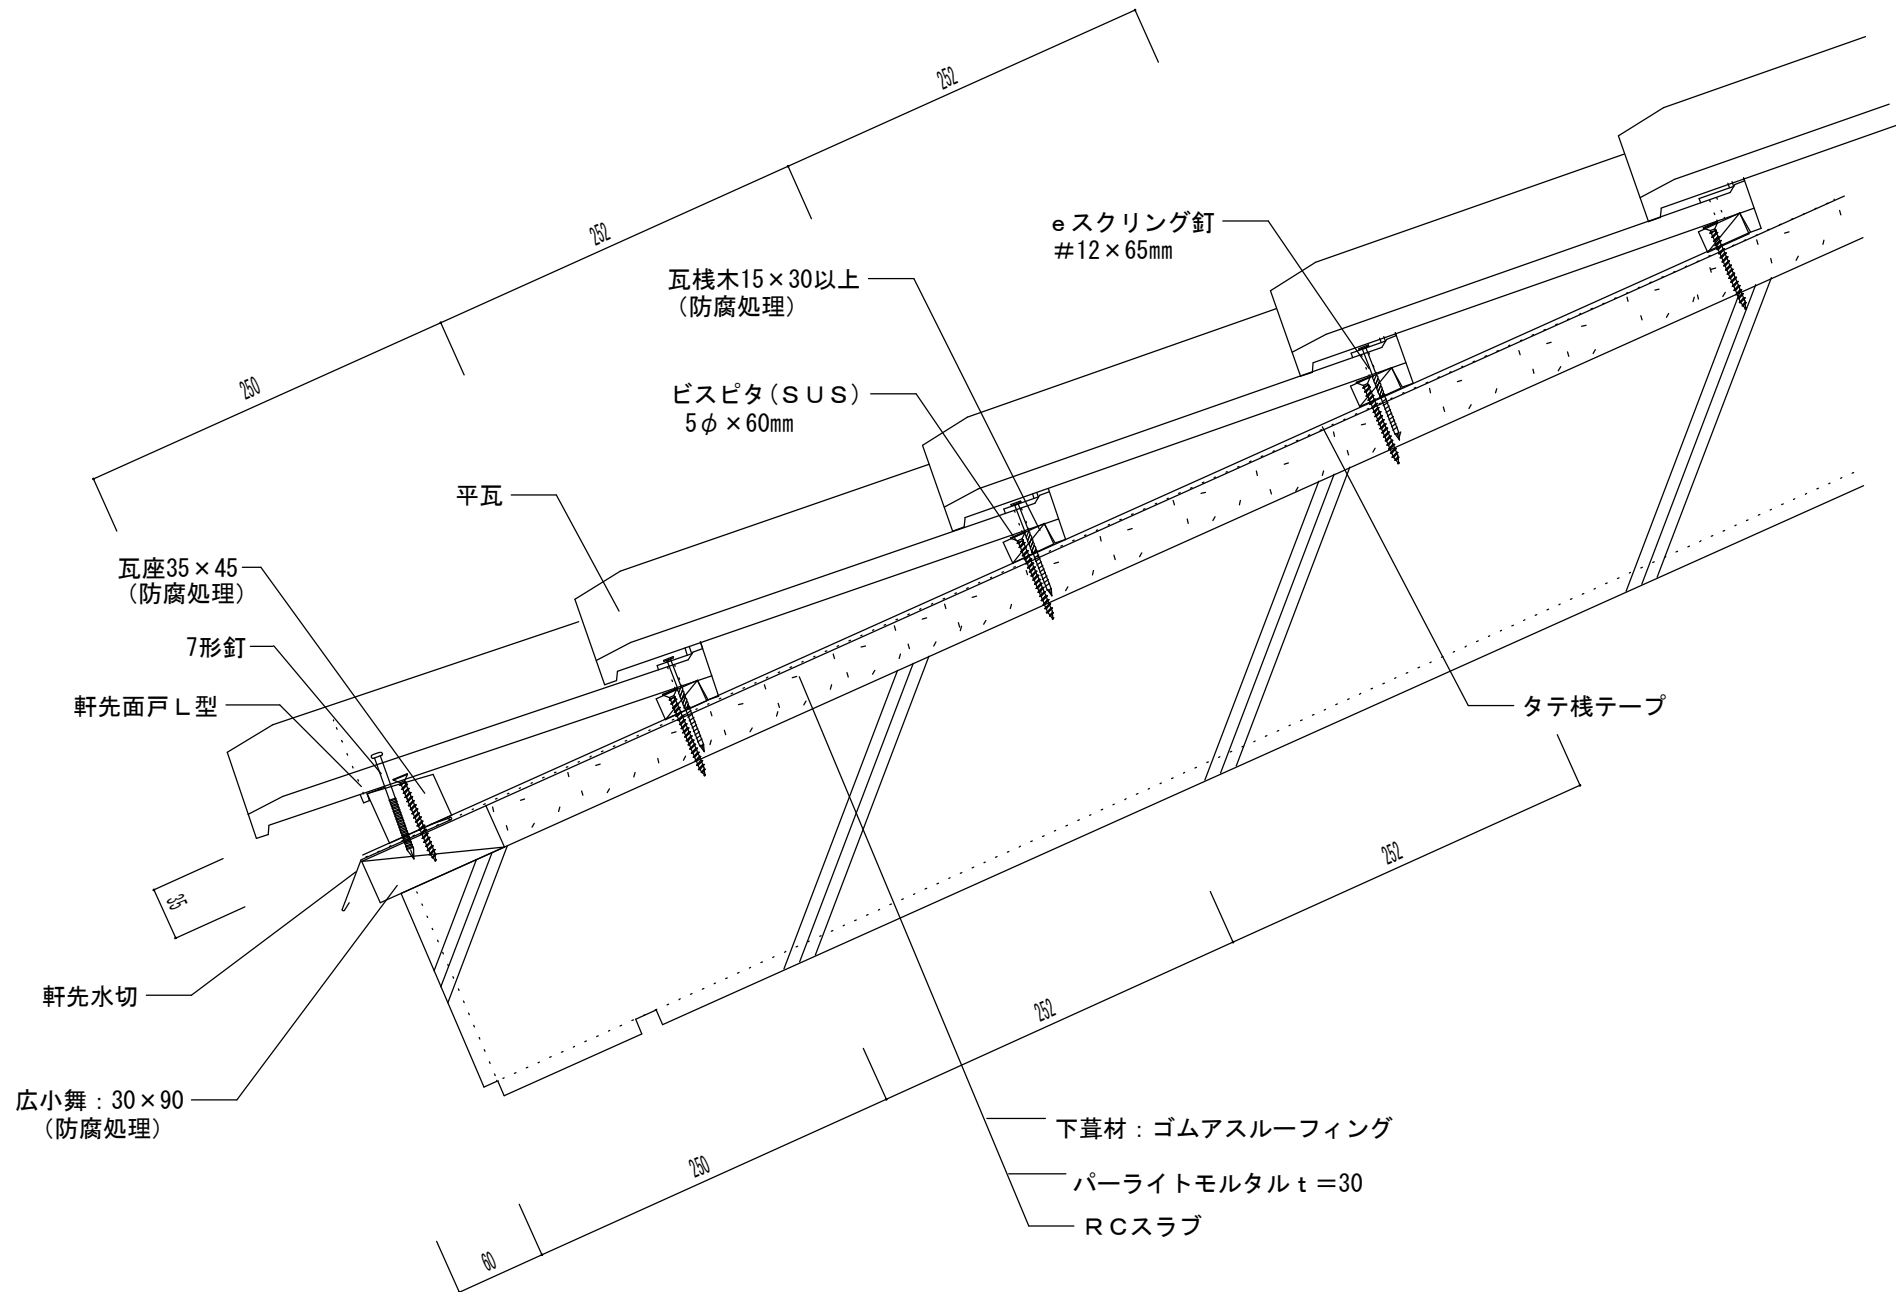 252
252
250
eスクリング釘
#12×65mm
瓦桟木15×30以上
(防腐処理)
ビスピタ(SUS)
5φ×60mm
平瓦
瓦座35×45
(防腐処理)
7形釘
軒先面戸L型
タテ桟テープ
35
252
軒先水切
252
広小舞：30×90
(防腐処理)
下葺材：ゴムアスルーフィング
250
パーライトモルタルt=30
RCスラブ
60